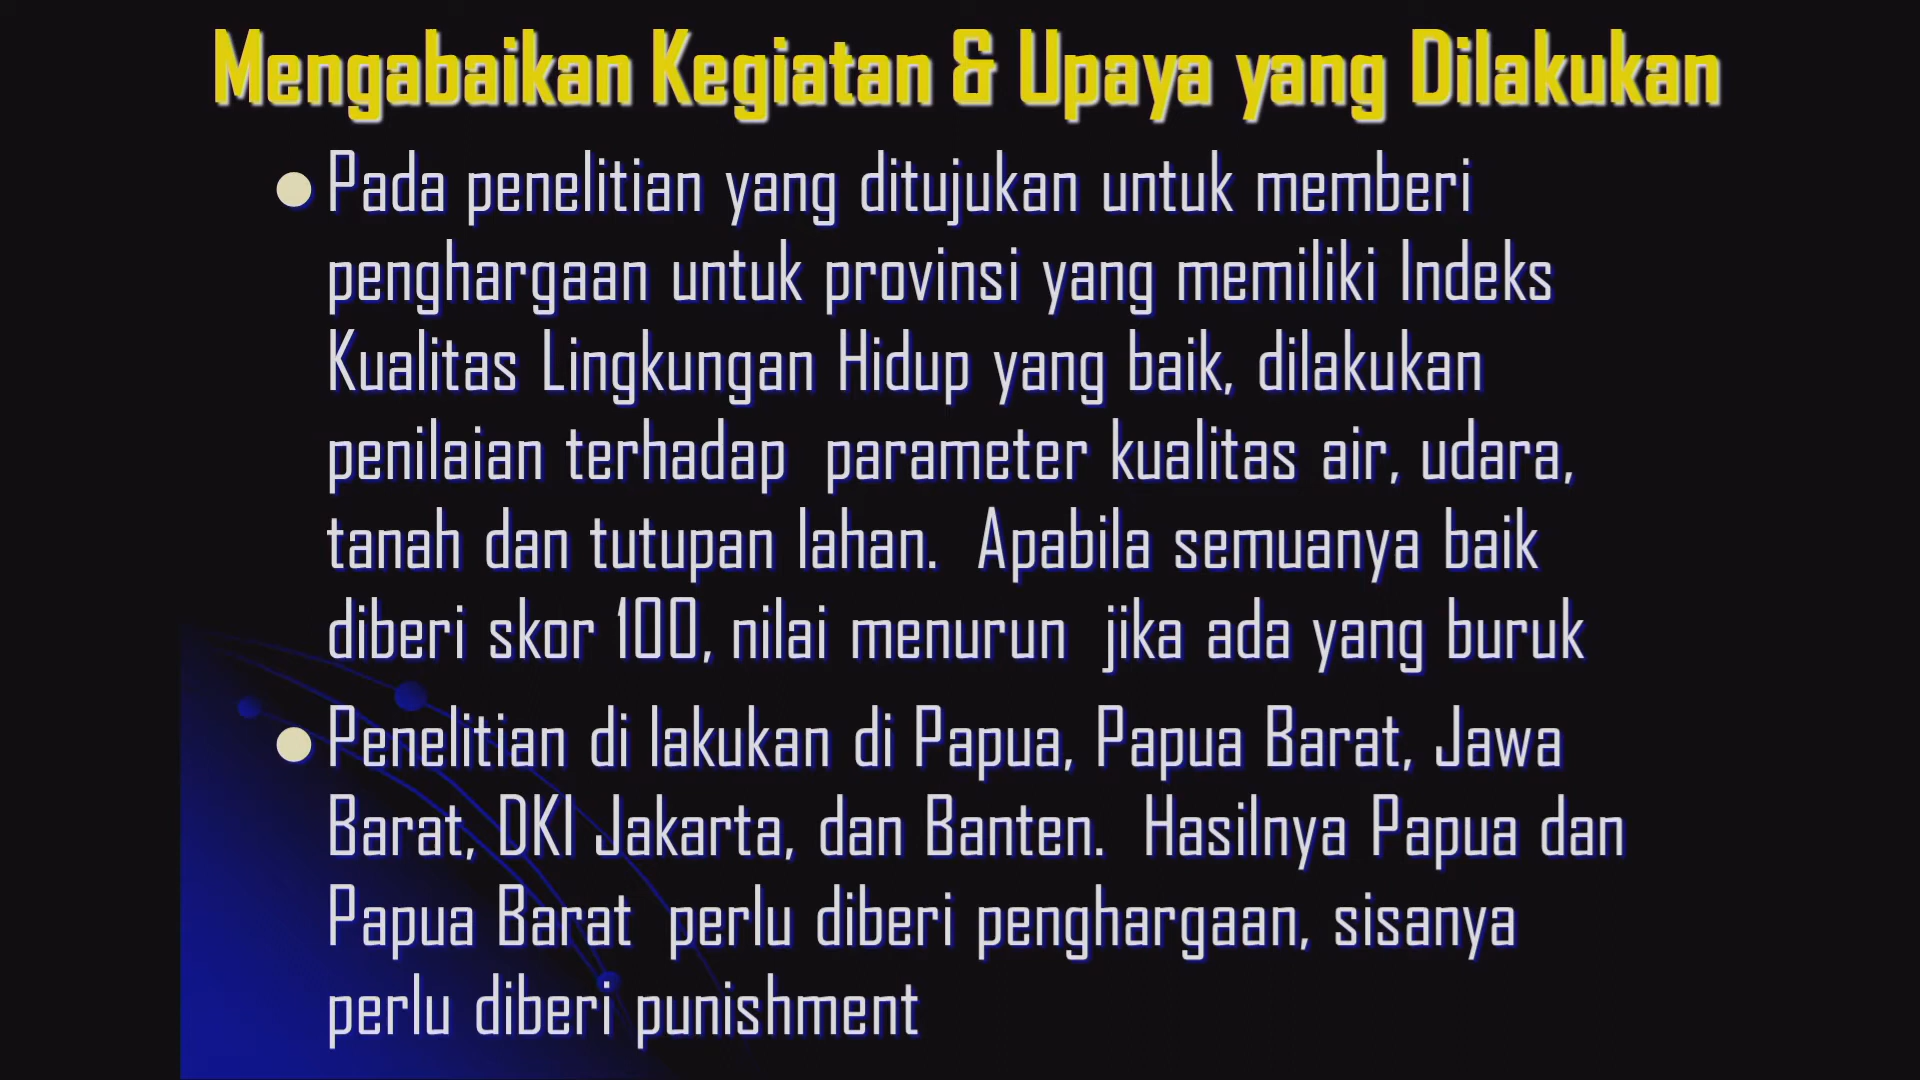 Mengabaikan Kegiatan & Upaya yang Dilakukan
Pada penelitian yang ditujukan untuk memberi
penghargaan untuk provinsi yang memiliki Indeks
Kualitas Lingkungan Hidup yang baik, dilakukan
penilaian terhadap parameter kualitas air, udara,
tanah dan tutupan lahan. Apabila semuanya baik
diberi skor 100, nilai menurun jika ada yang buruk
Penelitian di lakukan di Papua, Papua Barat, Jawa
Barat, DKI Jakarta, dan Banten. Hasilnya Papua dan
Papua Barat perlu diberi penghargaan, sisanya
perlu diberi punishment